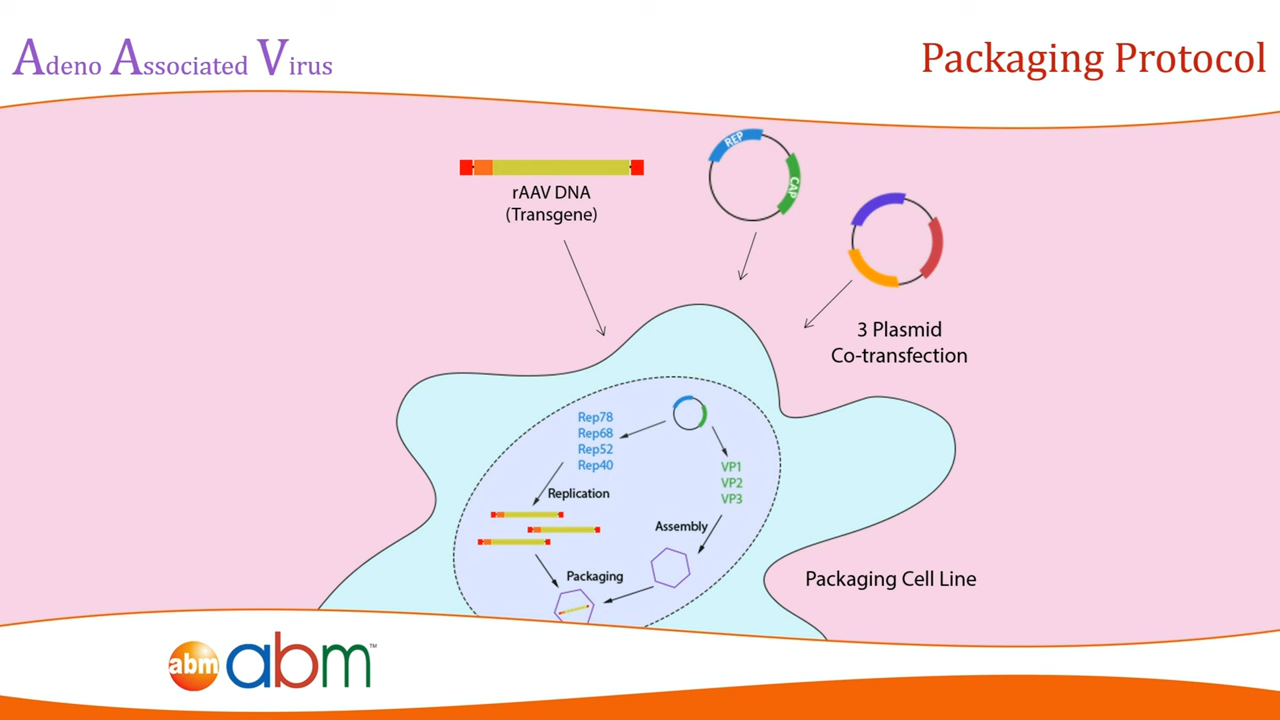 Adeno Associated Virus
Packaging Protocol
REP
CAP
rAAV DNA
(Transgene)
3 Plasmid
Co-transfection
Rep78
Rep68
Rep52
Rep40
VP1
VP2
VP3
Replication
Assembly
Packaging
Packaging Cell Line
abm
abm™